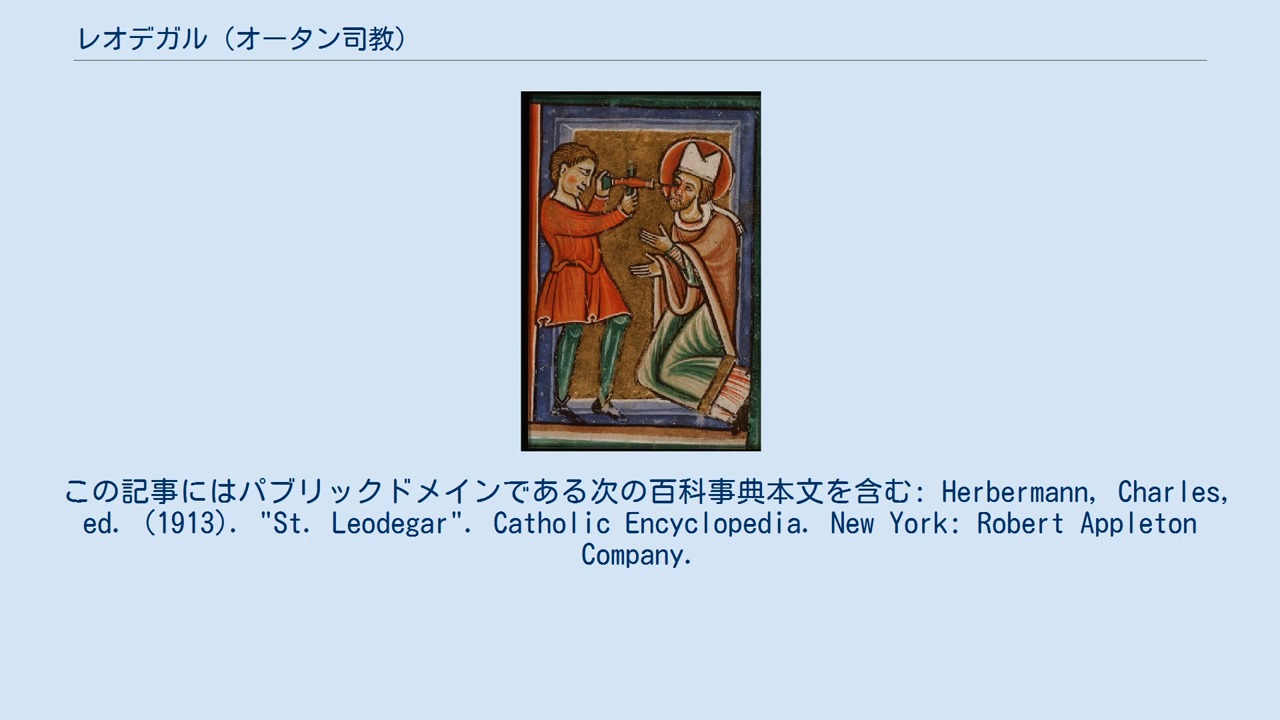 レオデガル（オータン司教）
この記事にはパブリックドメインである次の百科事典本文を含む: Herbermann, Charles,
ed. (1913). "St. Leodegar". Catholic Encyclopedia. New York: Robert Appleton
Company.